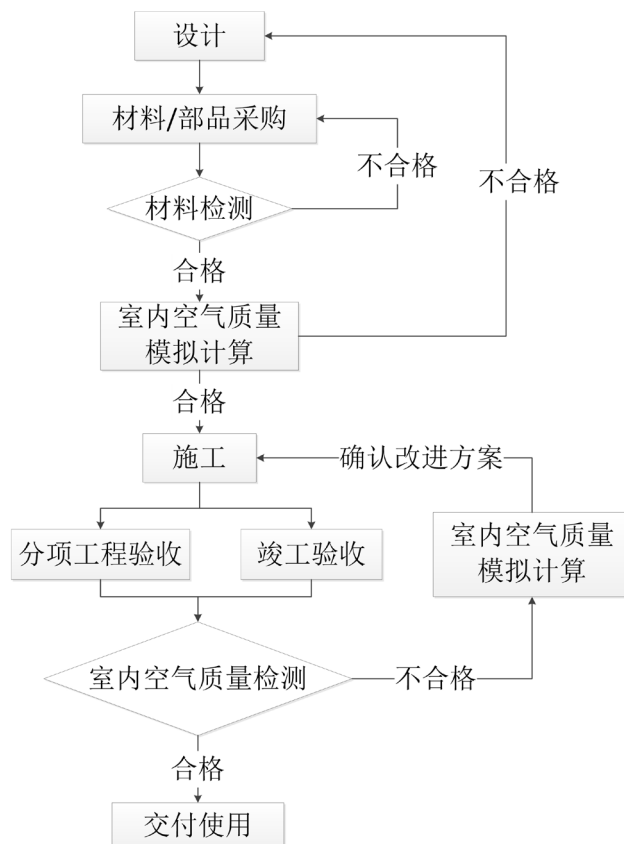 设计
材料/部品采购
不合格
不合格
材料检测
合格
室内空气质量
模拟计算
合格
施工
确认改进方案
分项工程验收
竣工验收
室内空气质量
模拟计算
室内空气质量检测
不合格
合格
交付使用